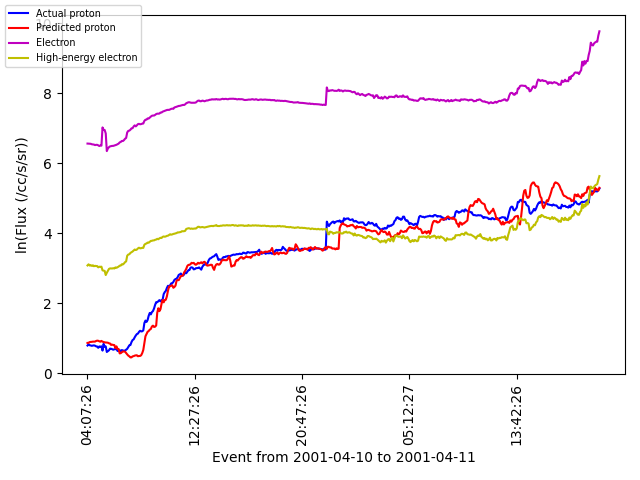 Actual proton
Predicted proton
Electron
High-energy electron
ln(Flux (/cc/s/sr))
8
6
4
2
0
04:07:26
12:27:26
20:47:26
05:12:27
13:42:26
Event from 2001-04-10 to 2001-04-11